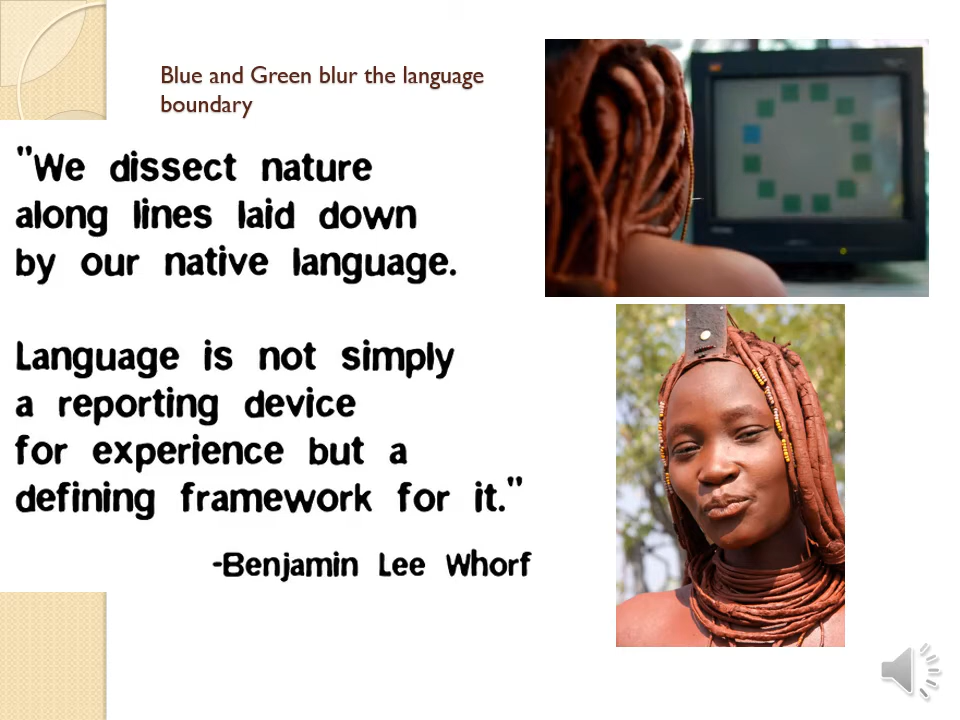 Blue and Green blur the language
boundary
"We dissect nature
along lines laid down
by our native language.
Language is not simply
a reporting device
for experience but a
defining framework for it."
-Benjamin Lee Whorf